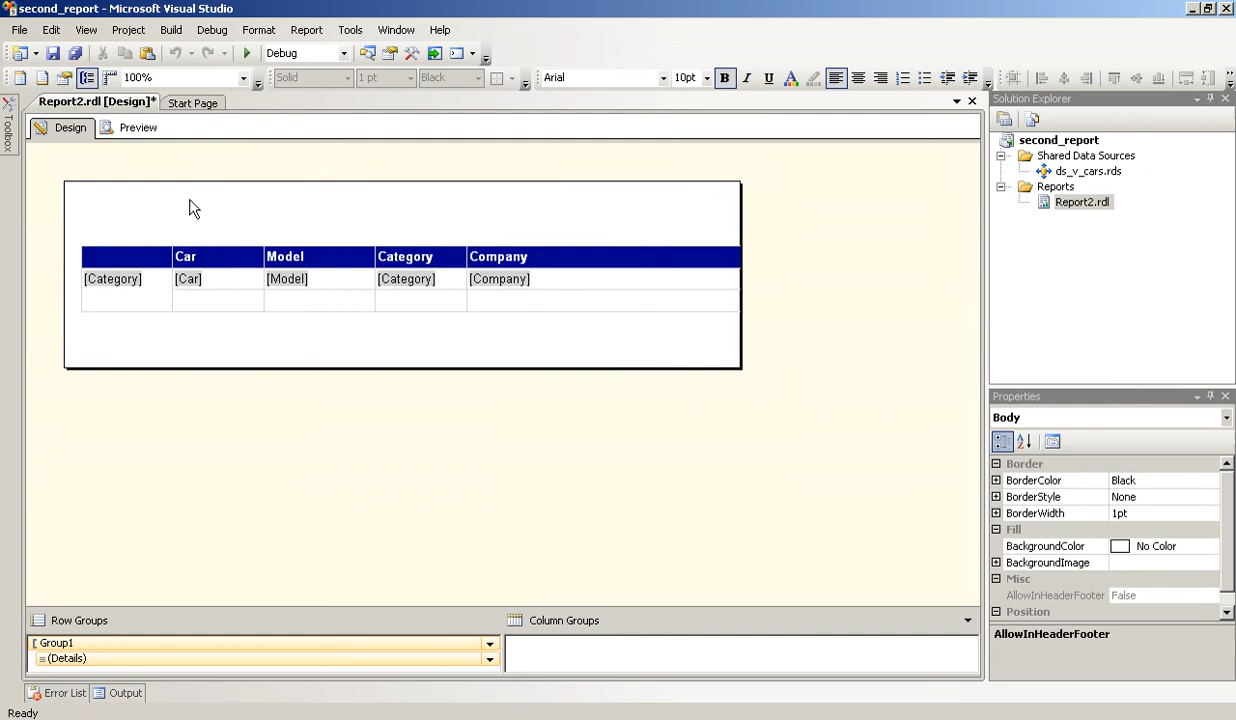 second_report - Microsoft Visual Studio
File Edit View Project Build Debug Format Report Tools Window Help
Debug
100% Solid 1 pt Black Arial 10pt B I U
Report2.rdl [Design]* Start Page
Design Preview
Toolbox
Car Model Category Company
[Category] [Car] [Model] [Category] [Company]
Row Groups
Group1
(Details)
Column Groups
Error List Output
Ready
Solution Explorer
second_report
Shared Data Sources
ds_v_cars.rds
Reports
Report2.rdl
Properties
Body
Border
BorderColor Black
BorderStyle None
BorderWidth 1pt
Fill
BackgroundColor No Color
BackgroundImage
Misc
AllowInHeaderFooter False
Position
AllowInHeaderFooter